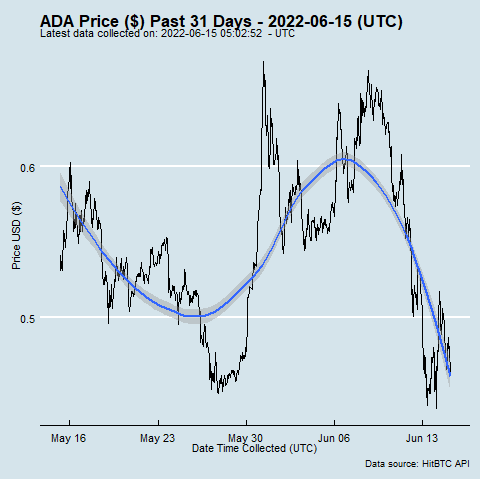 ADA Price ($) Past 31 Days - 2022-06-15 (UTC)
Latest data collected on: 2022-06-15 05:02:52 - UTC
0.6
Price USD ($)
0.5
May 16 May 23 May 30 Jun 06 Jun 13
Date Time Collected (UTC)
Data source: HitBTC API